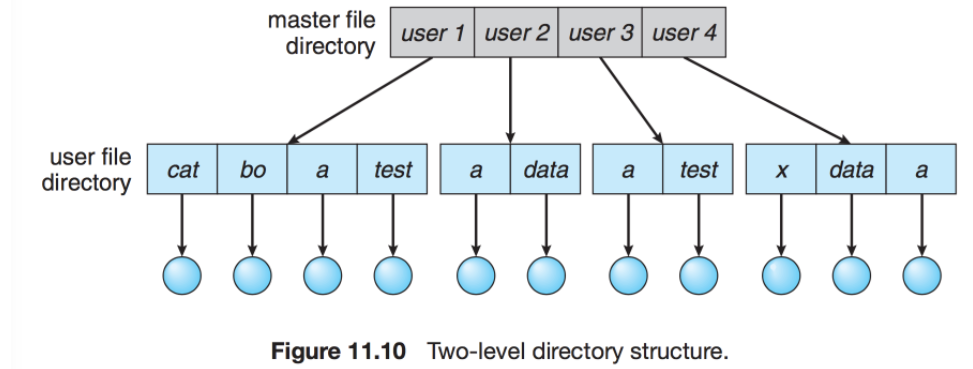 master file
directory
user 1 user 2 user 3 user 4
user file
directory
cat bo a test a data a test x data a
Figure 11.10 Two-level directory structure.